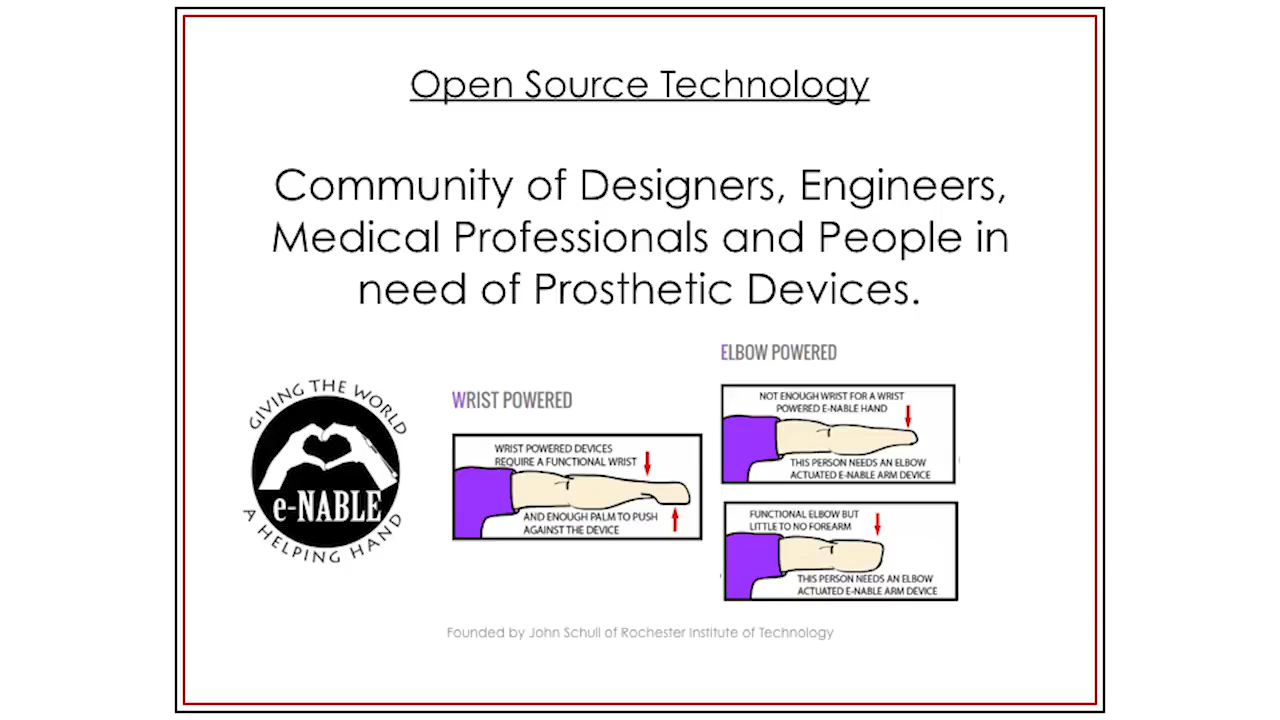 Open Source Technology
Community of Designers, Engineers,
Medical Professionals and People in
need of Prosthetic Devices.
GIVING THE WORLD
e-NABLE
A HELPING HAND
WRIST POWERED
WRIST POWERED DEVICES
REQUIRE A FUNCTIONAL WRIST
AND ENOUGH PALM TO PUSH
AGAINST THE DEVICE
ELBOW POWERED
NOT ENOUGH WRIST FOR A WRIST
POWERED E-NABLE HAND
THIS PERSON NEEDS AN ELBOW
ACTUATED E-NABLE ARM DEVICE
FUNCTIONAL ELBOW BUT
LITTLE TO NO FOREARM
THIS PERSON NEEDS AN ELBOW
ACTUATED E-NABLE ARM DEVICE
Founded by John Schull of Rochester Institute of Technology